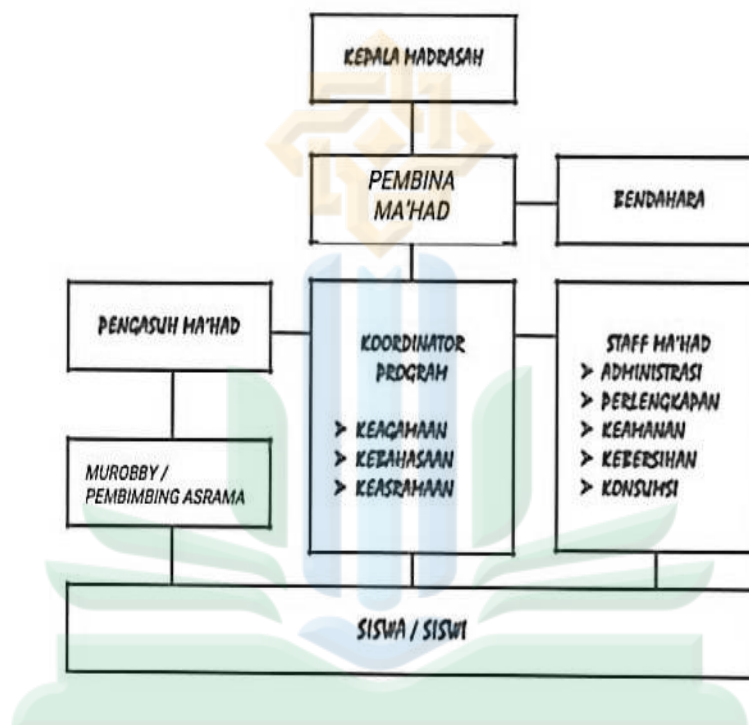 KEPALA MADRASAH
PEMBINA
MA'HAD
BENDAHARA
PENGASUH MA'HAD
KOORDINATOR
PROGRAM
➤ KEAGAMAAN
➤ KEBAHASAAN
➤ KEASRAMAAN
STAFF MA'HAD
➤ ADMINISTRASI
➤ PERLENGKAPAN
➤ KEAMANAN
➤ KEBERSIHAN
➤ KONSUMSI
MUROBBY /
PEMBIMBING ASRAMA
SISWA / SISWI